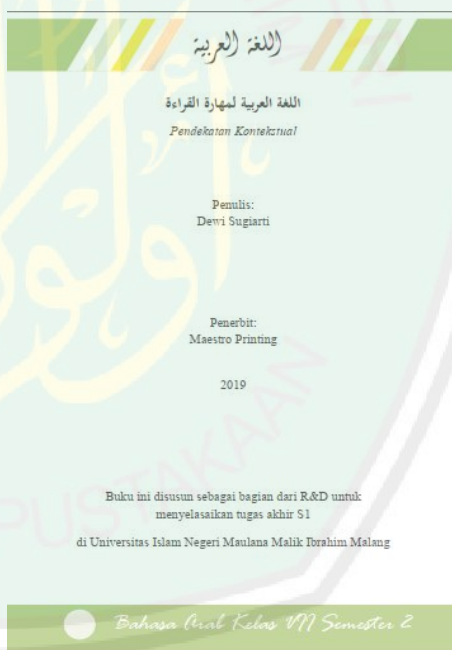 اللغة العربية
اللغة العربية لمهارة القراءة
Pendekatan Kontekstual
Penulis:
Dewi Sugiarti
Penerbit:
Maestro Printing
2019
PUSTAKAAN
Buku ini disusun sebagai bagian dari R&D untuk
menyelasaikan tugas akhir S1
di Universitas Islam Negeri Maulana Malik Ibrahim Malang
Bahasa Arab Kelas VII Semester 2